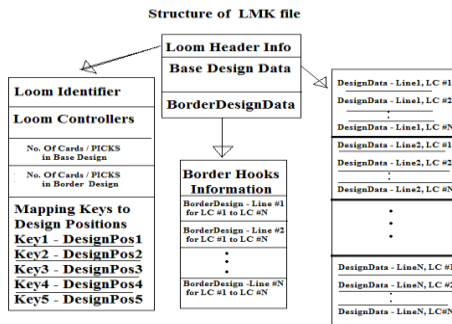 Structure of LMK file
Loom Header Info
Base Design Data
BorderDesignData
Loom Identifier
Loom Controllers
No. Of Cards / PICKS
in Base Design
No. Of Cards / PICKS
in Border Design
Mapping Keys to
Design Positions
Key1 - DesignPos1
Key2 - DesignPos2
Key3 - DesignPos3
Key4 - DesignPos4
Key5 - DesignPos5
Border Hooks
Information
BorderDesign - Line #1
for LC #1 to LC #N
BorderDesign - Line #2
for LC #1 to LC #N
BorderDesign -Line #N
for LC #1 to LC #N
DesignData - Line1, LC #1
DesignData - Line1, LC #2
DesignData - Line1, LC #N
DesignData - Line2, LC #1
DesignData - Line2, LC #2
DesignData - Line2, LC #N
DesignData - LineN, LC #1
DesignData - LineN, LC #2
DesignData - LineN, LC#N